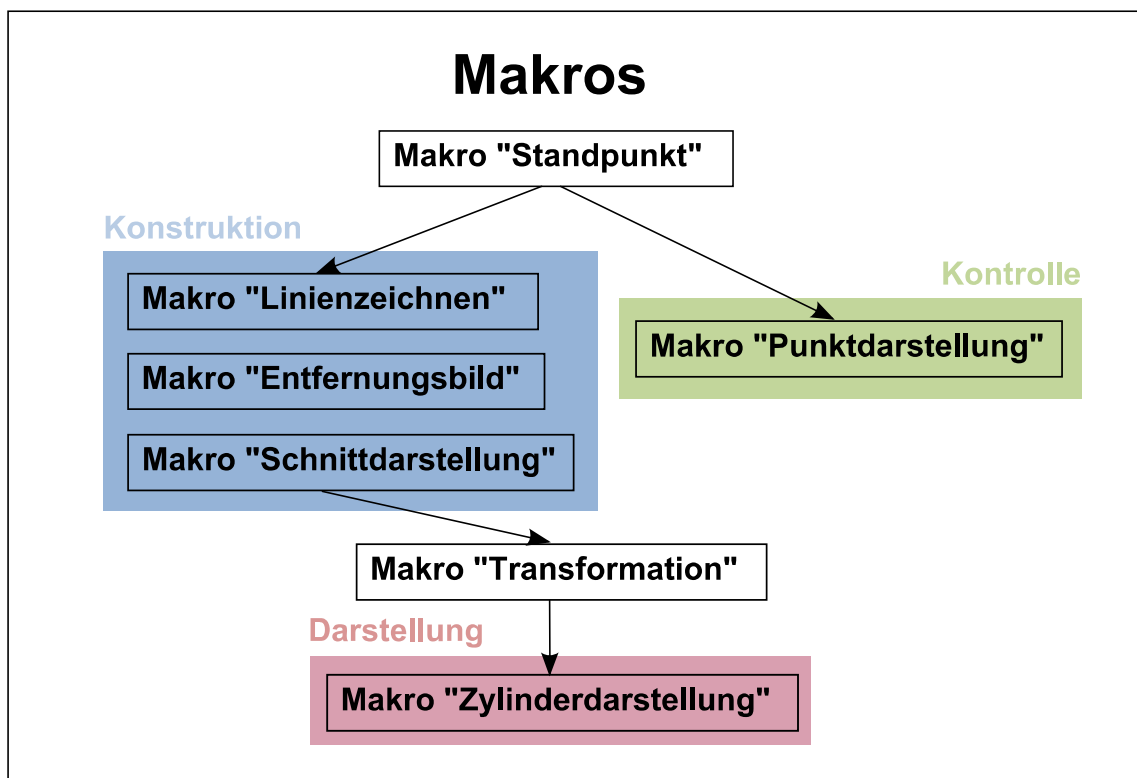 Makros
Makro "Standpunkt"
Konstruktion
Makro "Linienzeichnen"
Makro "Entfernungsbild"
Makro "Schnittdarstellung"
Kontrolle
Makro "Punktdarstellung"
Makro "Transformation"
Darstellung
Makro "Zylinderdarstellung"